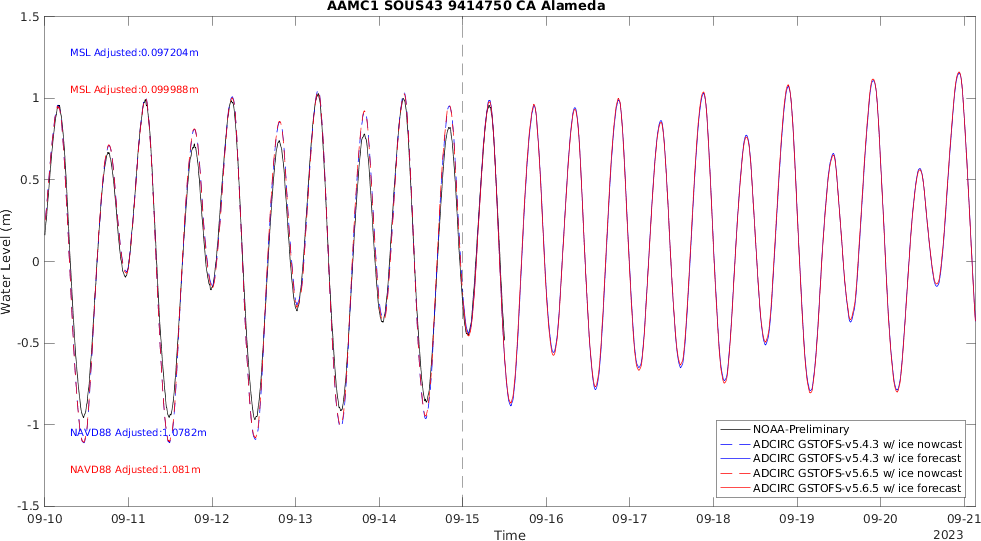 AAMC1 SOUS43 9414750 CA Alameda
1.5
MSL Adjusted:0.097204m
MSL Adjusted:0.099988m
1
0.5
Water Level (m)
0
-0.5
-1
NAVD88 Adjusted:1.0782m
NAVD88 Adjusted:1.081m
-1.5
NOAA-Preliminary
ADCIRC GSTOFS-v5.4.3 w/ ice nowcast
ADCIRC GSTOFS-v5.4.3 w/ ice forecast
ADCIRC GSTOFS-v5.6.5 w/ ice nowcast
ADCIRC GSTOFS-v5.6.5 w/ ice forecast
09-10 09-11 09-12 09-13 09-14 09-15 09-16 09-17 09-18 09-19 09-20 09-21
Time
2023